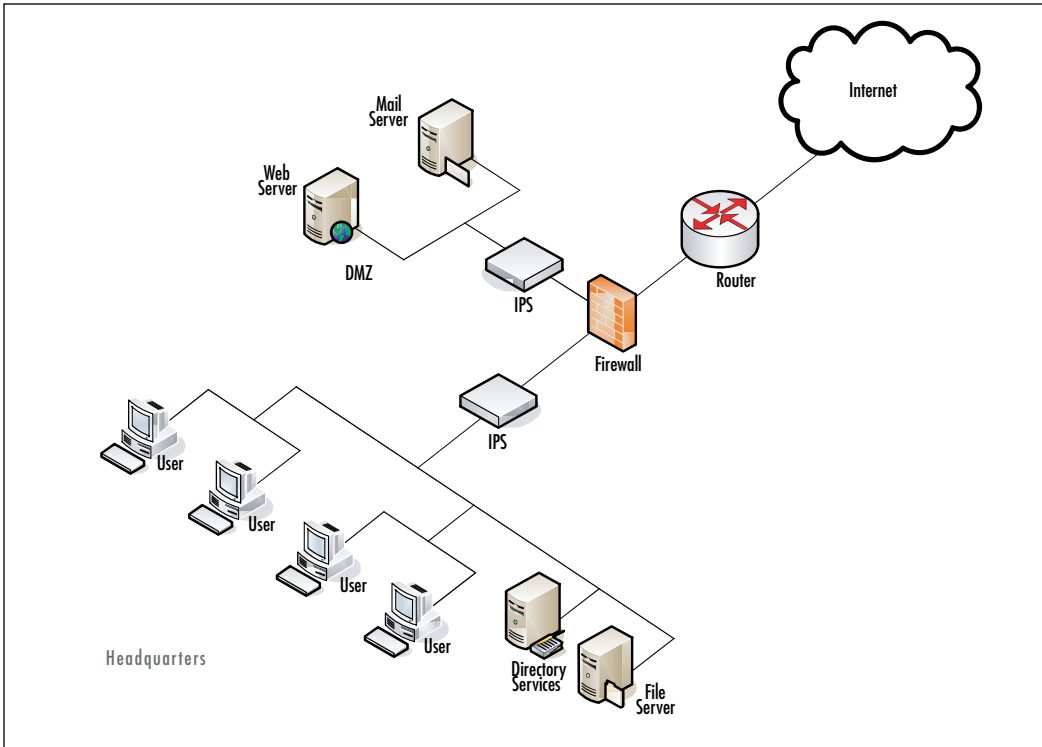 Internet
Mail
Server
Web
Server
DMZ
IPS
Router
Firewall
IPS
User
User
User
User
Directory
Services
File
Server
Headquarters